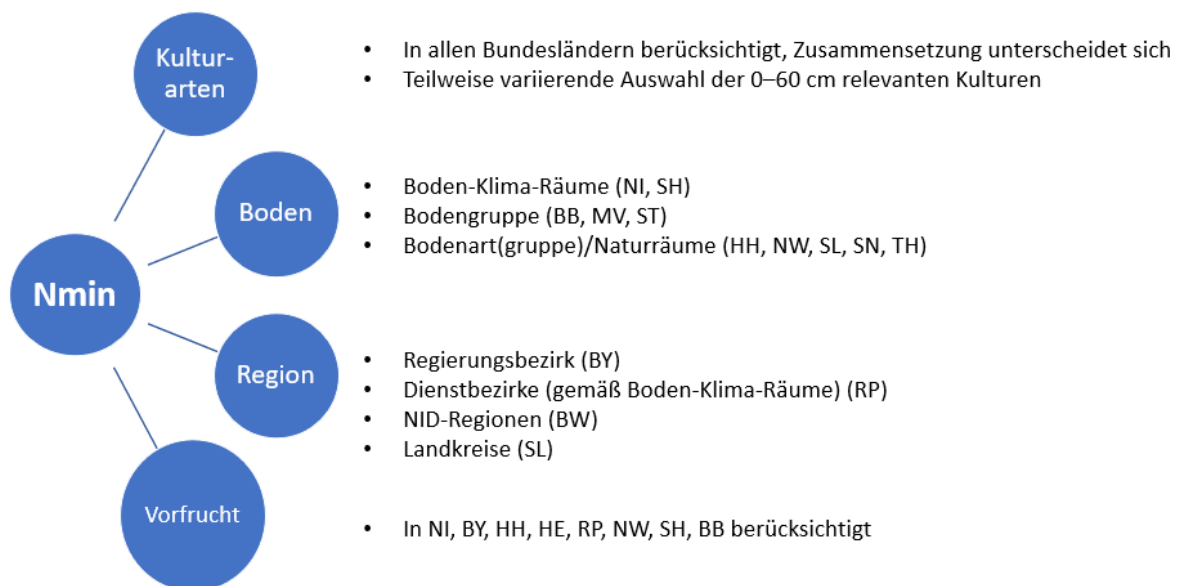 Kultur-
arten
• In allen Bundesländern berücksichtigt, Zusammensetzung unterscheidet sich
• Teilweise variierende Auswahl der 0–60 cm relevanten Kulturen
Boden
• Boden-Klima-Räume (NI, SH)
• Bodengruppe (BB, MV, ST)
• Bodenart(gruppe)/Naturräume (HH, NW, SL, SN, TH)
Nmin
Region
• Regierungsbezirk (BY)
• Dienstbezirke (gemäß Boden-Klima-Räume) (RP)
• NID-Regionen (BW)
• Landkreise (SL)
Vorfrucht
• In NI, BY, HH, HE, RP, NW, SH, BB berücksichtigt